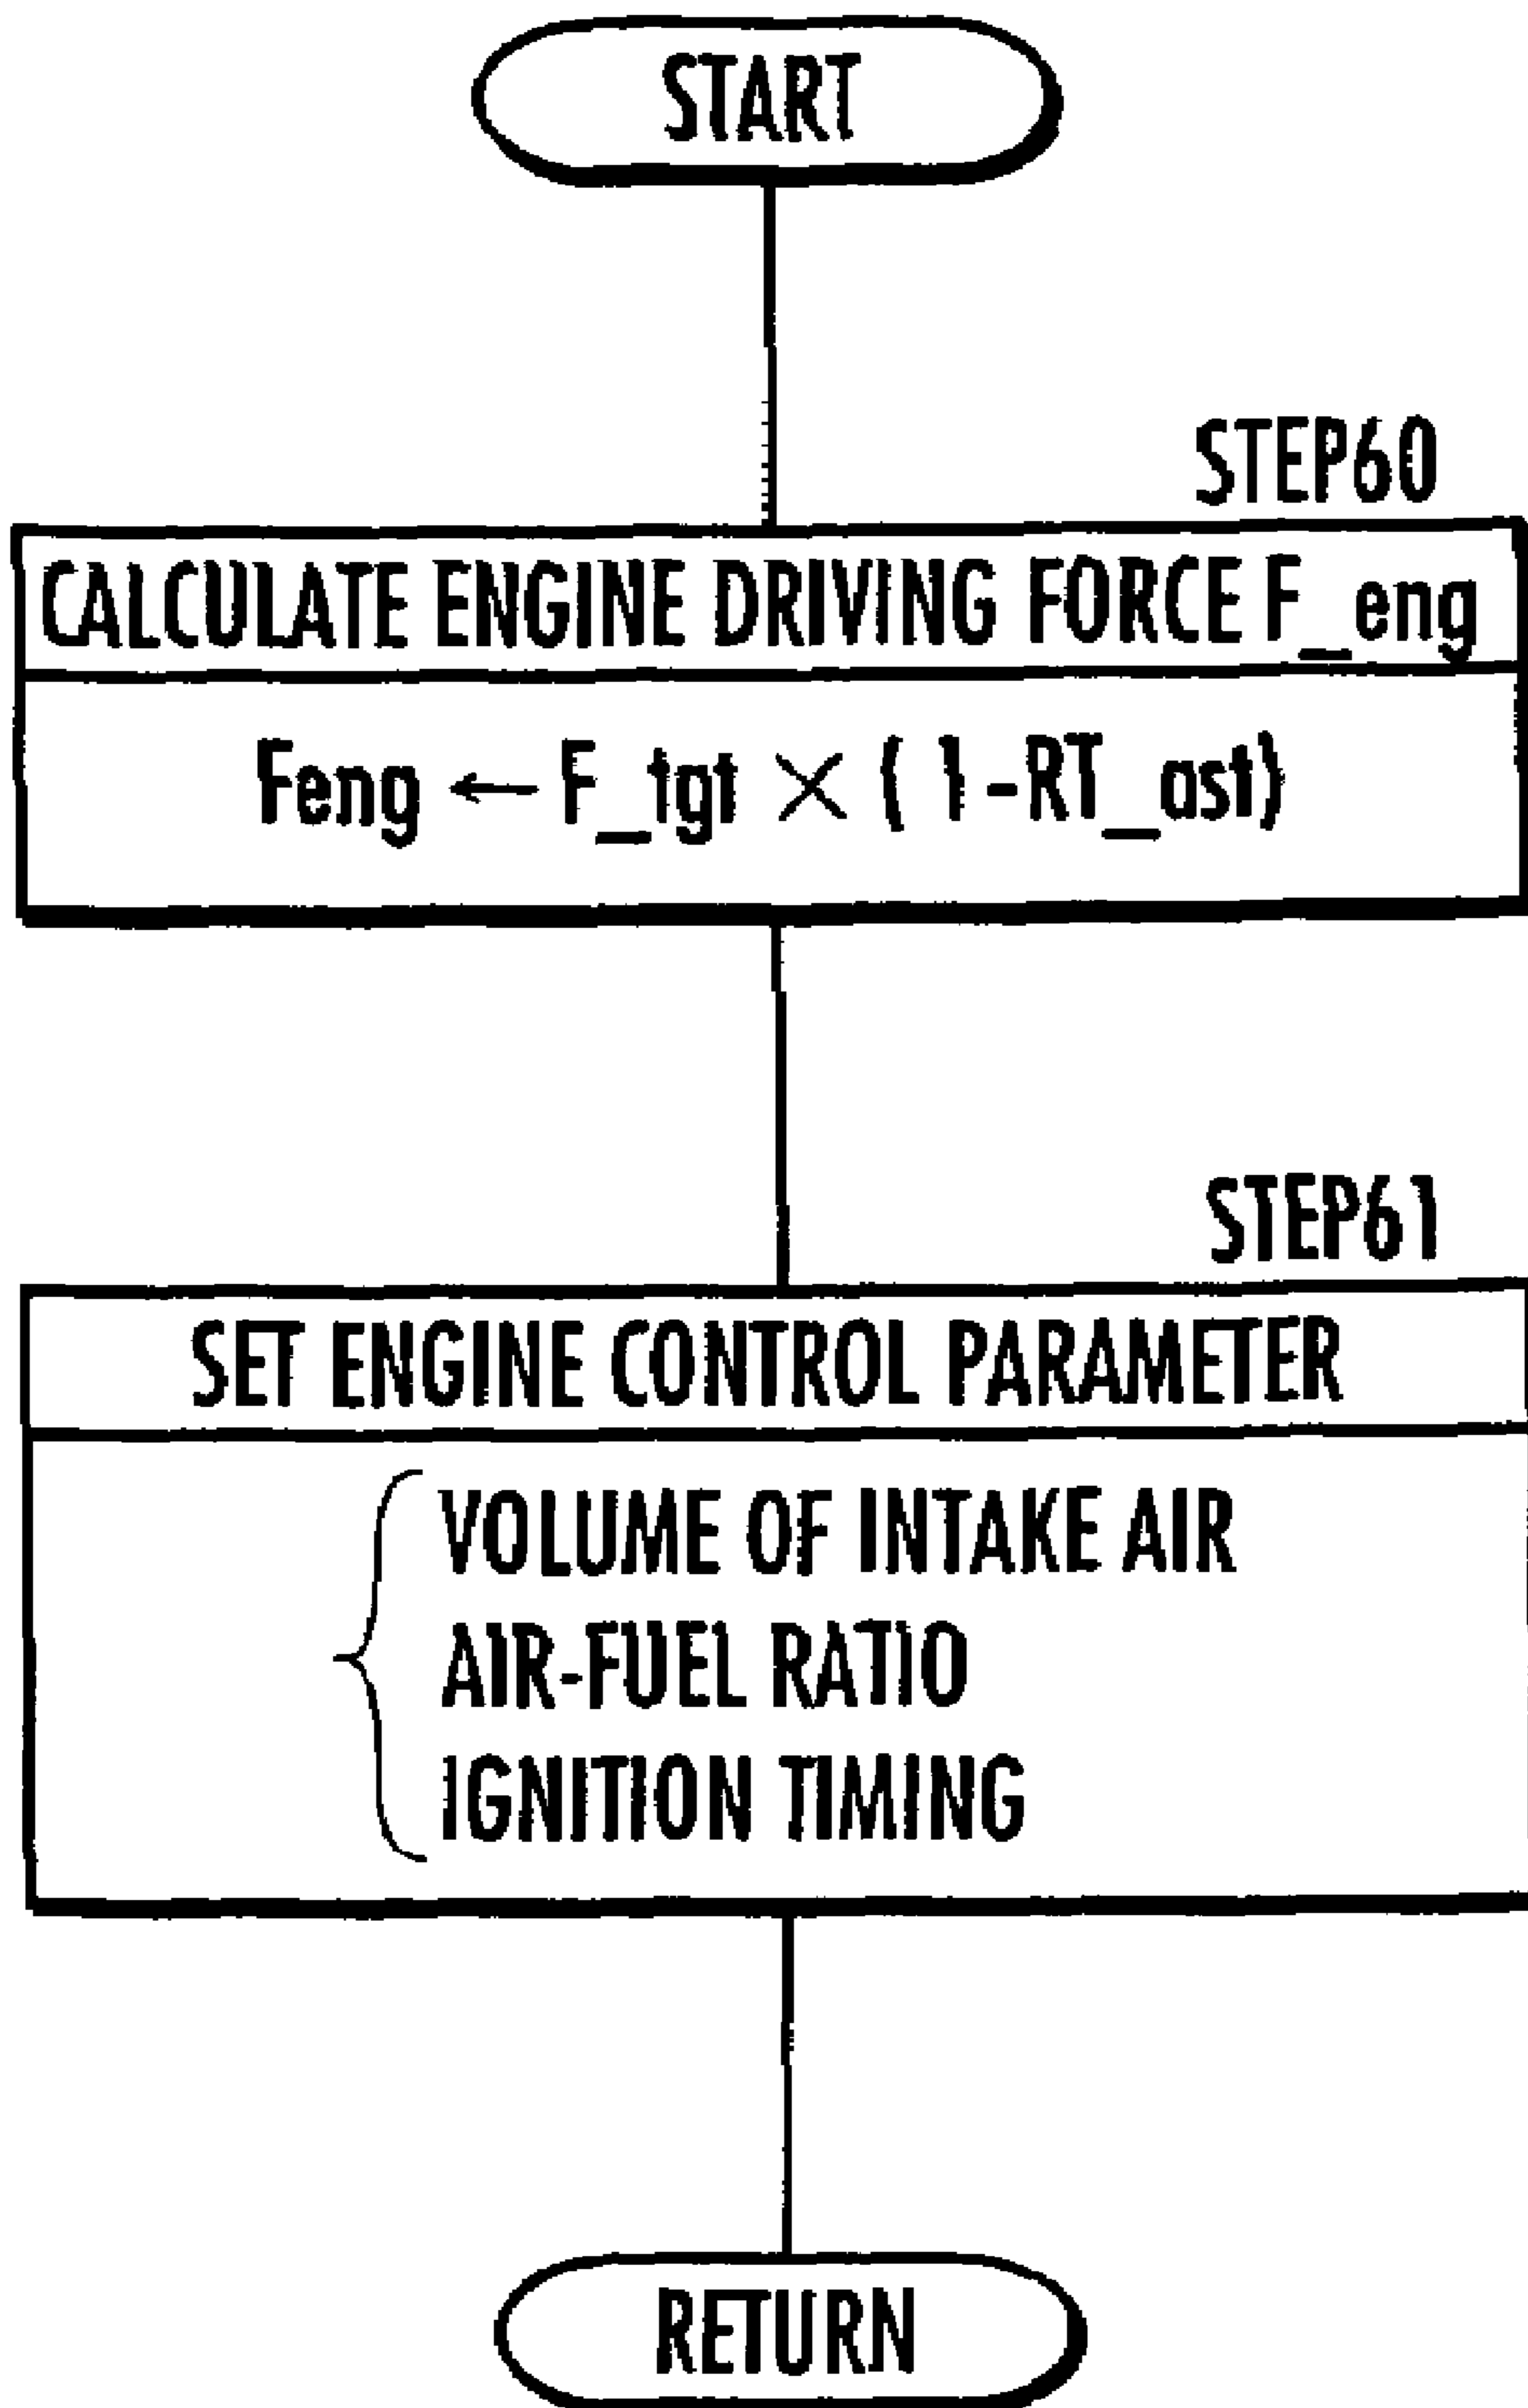 START
STEP60
CALCULATE ENGINE DRIVING FORCE F_eng
Feng ← F_tgt × (1-RT_ast)
STEP61
SET ENGINE CONTROL PARAMETER
VOLUME OF INTAKE AIR
AIR-FUEL RATIO
IGNITION TIMING
RETURN